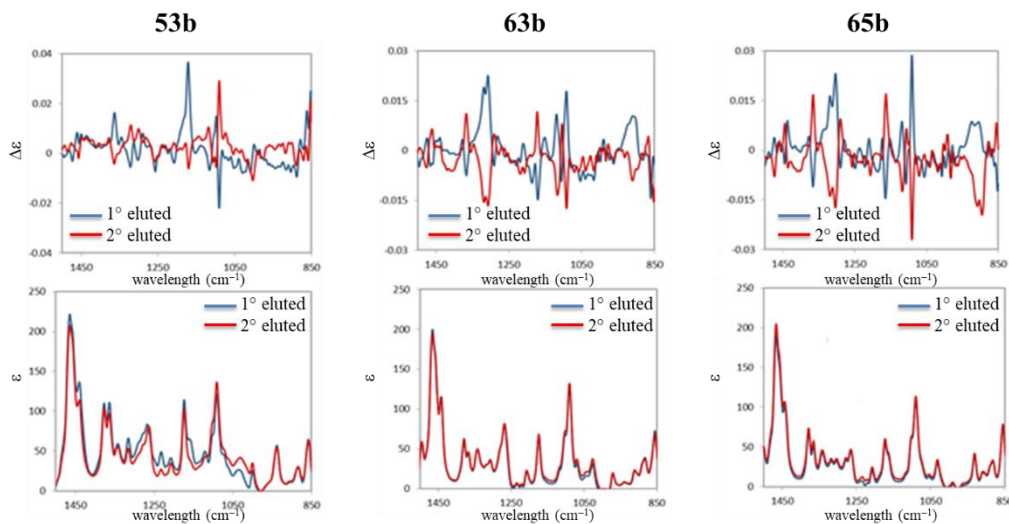 53b 63b 65b
0.04 0.03 0.03
0.02 0.015 0.015
0 0 0
-0.02 -0.015 -0.015
-0.04 -0.03 -0.03
Δε Δε Δε
1° eluted 1° eluted 1° eluted
2° eluted 2° eluted 2° eluted
1450 1250 1050 850 1450 1250 1050 850 1450 1250 1050 850
wavelength (cm⁻¹) wavelength (cm⁻¹) wavelength (cm⁻¹)
250 250 250
200 200 200
150 150 150
100 100 100
50 50 50
0 0 0
ε ε ε
1° eluted 1° eluted 1° eluted
2° eluted 2° eluted 2° eluted
1450 1250 1050 850 1450 1250 1050 850 1450 1250 1050 850
wavelength (cm⁻¹) wavelength (cm⁻¹) wavelength (cm⁻¹)